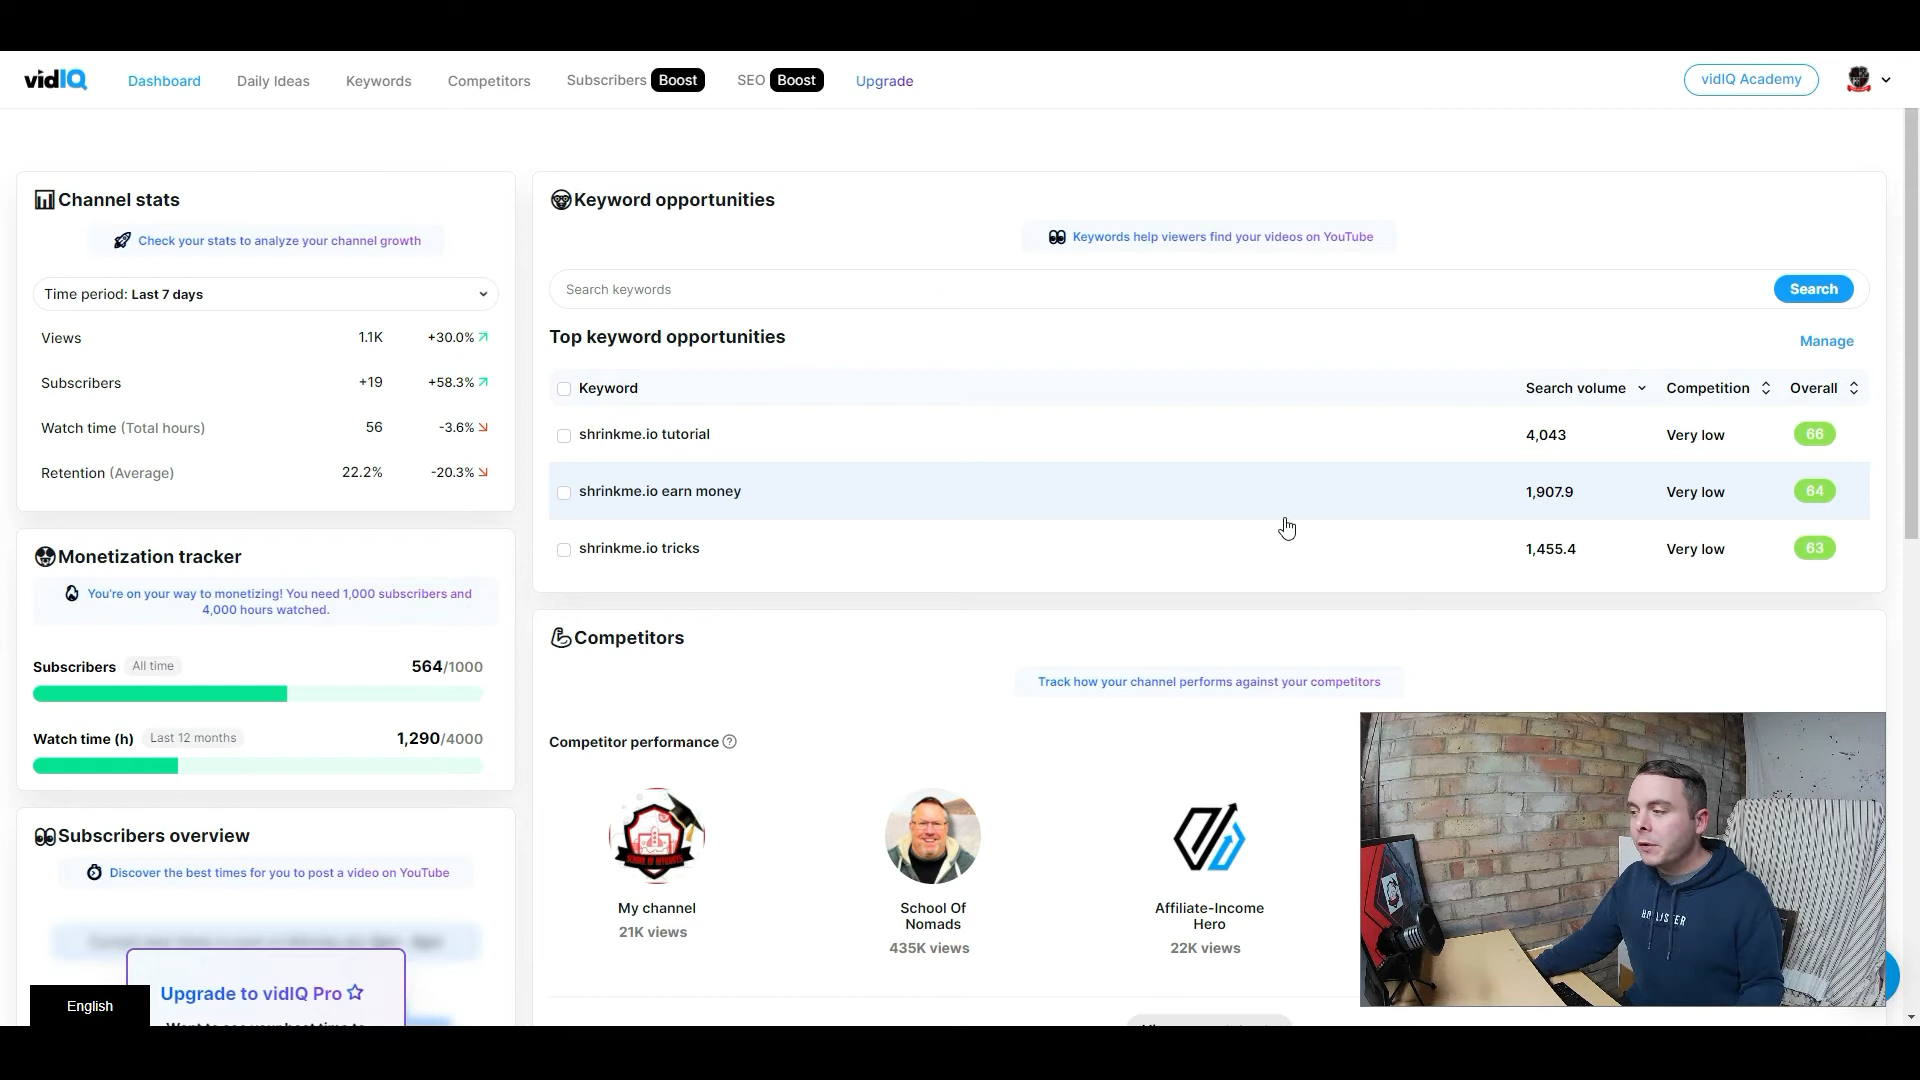 vidIQ
Dashboard
Daily Ideas
Keywords
Competitors
Subscribers Boost
SEO Boost
Upgrade
vidIQ Academy
Channel stats
Check your stats to analyze your channel growth
Time period: Last 7 days
Views 1.1K +30.0%
Subscribers +19 +58.3%
Watch time (Total hours) 56 -3.6%
Retention (Average) 22.2% -20.3%
Monetization tracker
You're on your way to monetizing! You need 1,000 subscribers and
4,000 hours watched.
Subscribers All time 564/1000
Watch time (h) Last 12 months 1,290/4000
Subscribers overview
Discover the best times for you to post a video on YouTube
Upgrade to vidIQ Pro
English
Keyword opportunities
Keywords help viewers find your videos on YouTube
Search keywords
Search
Top keyword opportunities
Manage
Keyword Search volume Competition Overall
shrinkme.io tutorial 4,043 Very low 66
shrinkme.io earn money 1,907.9 Very low 64
shrinkme.io tricks 1,455.4 Very low 63
Competitors
Track how your channel performs against your competitors
Competitor performance
My channel
21K views
School Of
Nomads
435K views
Affiliate-Income
Hero
22K views